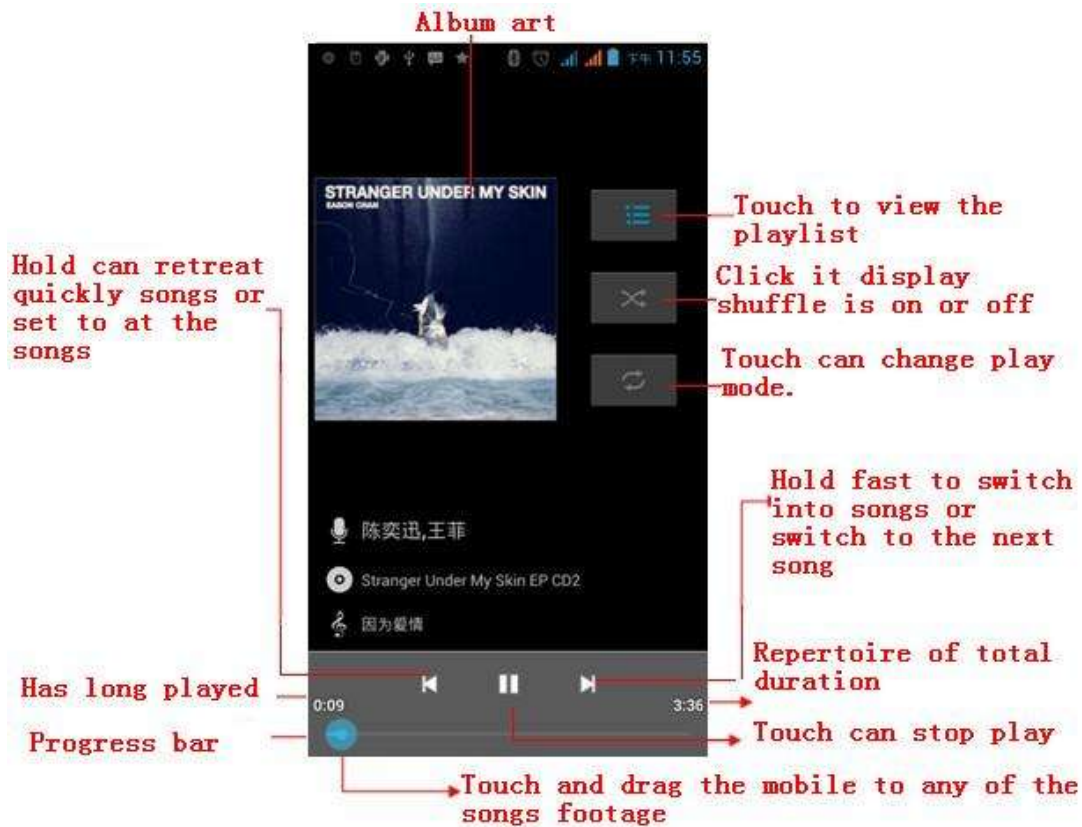 Album art
下午 11:55
STRANGER UNDER MY SKIN
EASON CHAN
Touch to view the
playlist
Hold can retreat
quickly songs or
set to at the
songs
Click it display
shuffle is on or off
Touch can change play
mode.
Hold fast to switch
into songs or
switch to the next
song
陈奕迅,王菲
Stranger Under My Skin EP CD2
因为爱情
Repertoire of total
duration
Has long played
0:09
3:36
Touch can stop play
Progress bar
Touch and drag the mobile to any of the
songs footage